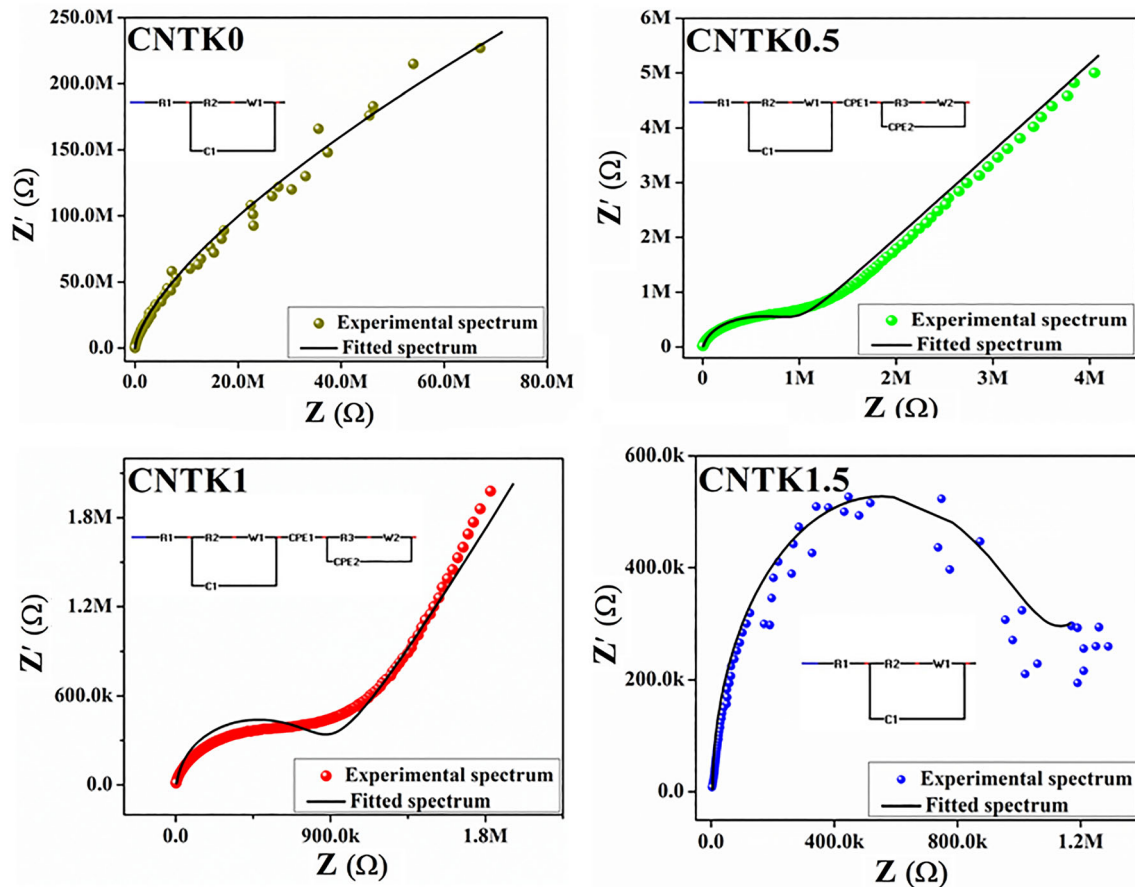 CNTK0
250.0M
200.0M
150.0M
100.0M
50.0M
0.0
Z' (Ω)
R1 R2 W1
C1
Experimental spectrum
Fitted spectrum
0.0 20.0M 40.0M 60.0M 80.0M
Z (Ω)
CNTK0.5
6M
5M
4M
3M
2M
1M
0
Z' (Ω)
R1 R2 W1 CPE1 R3 W2
CPE2
C1
Experimental spectrum
Fitted spectrum
0 1M 2M 3M 4M
Z (Ω)
CNTK1
1.8M
1.2M
600.0k
0.0
Z' (Ω)
R1 R2 W1 CPE1 R3 W2
CPE2
C1
Experimental spectrum
Fitted spectrum
0.0 900.0k 1.8M
Z (Ω)
CNTK1.5
600.0k
400.0k
200.0k
0.0
Z' (Ω)
R1 R2 W1
C1
Experimental spectrum
Fitted spectrum
0.0 400.0k 800.0k 1.2M
Z (Ω)